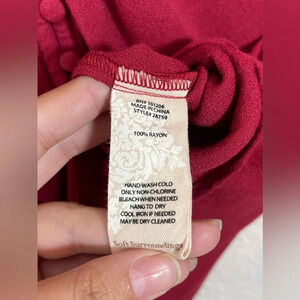 RN# 101206
MADE IN CHINA
STYLE# 2AT59
100% RAYON
HAND WASH COLD
ONLY NON-CHLORINE
BLEACH WHEN NEEDED
HANG TO DRY
COOL IRON IF NEEDED
MAY BE DRY CLEANED
Soft Surroundings